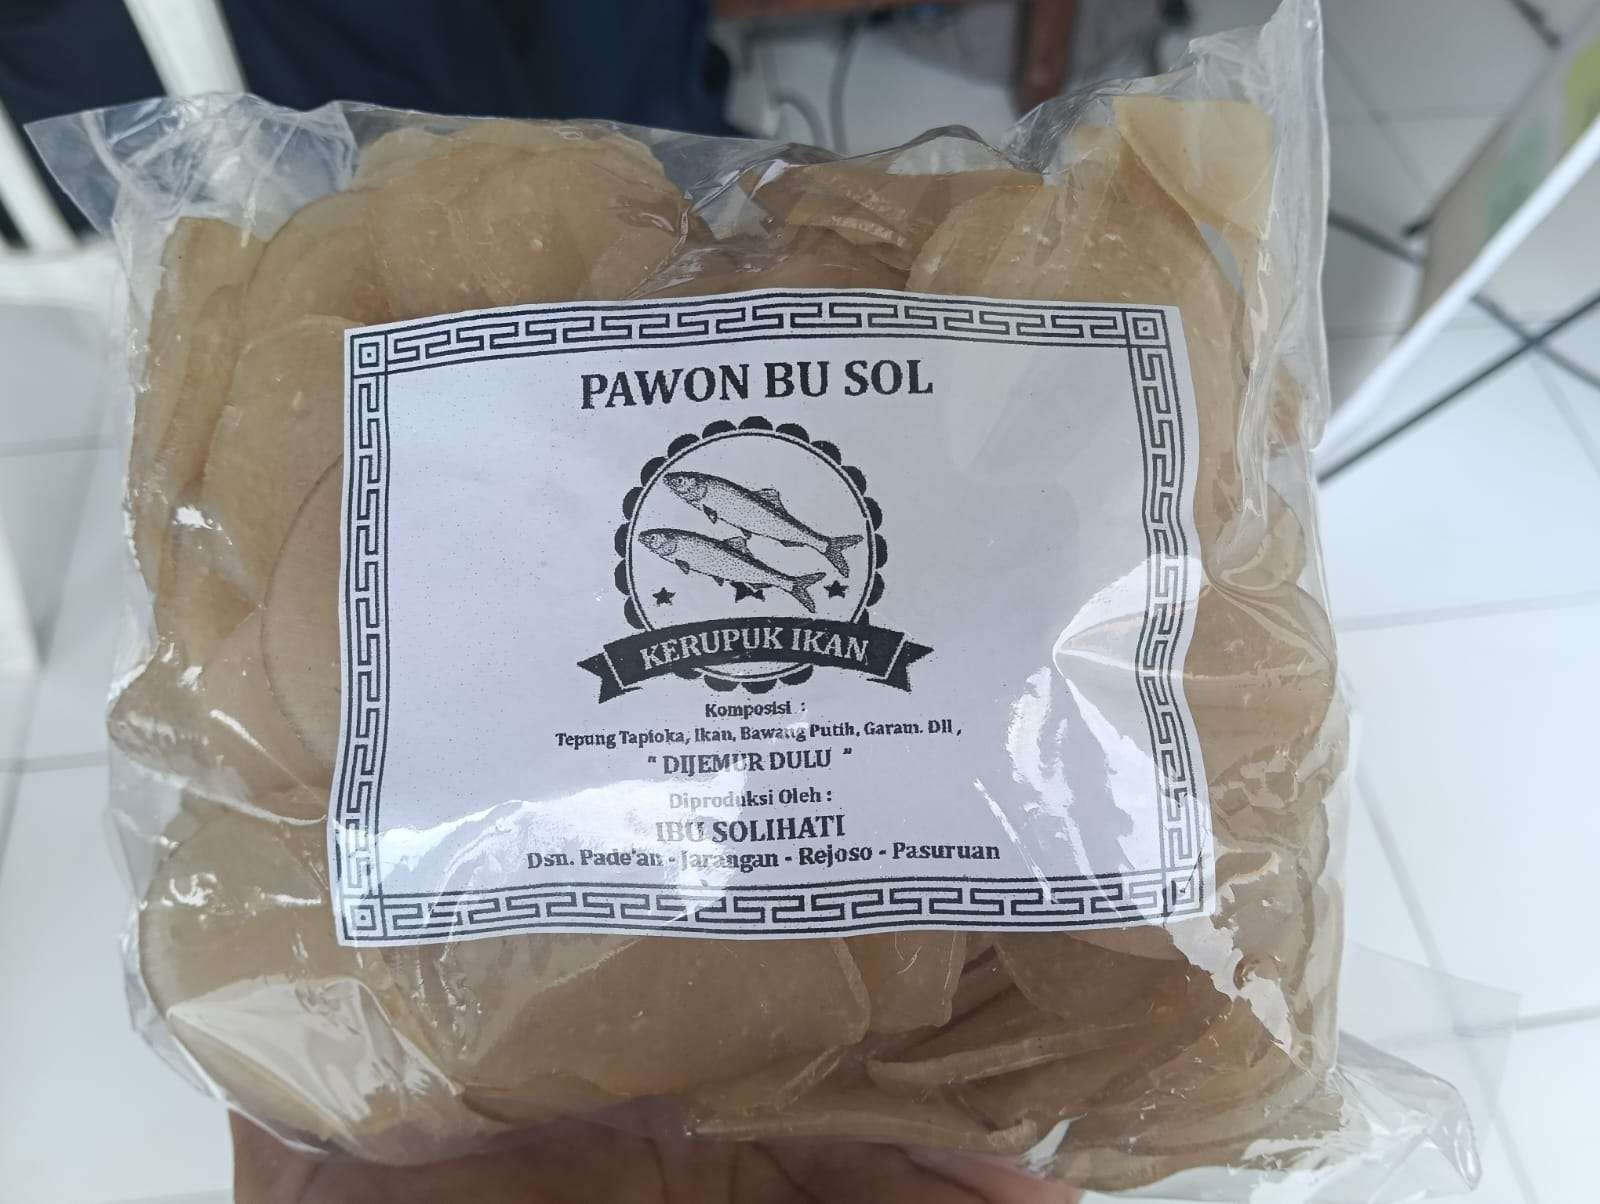 PAWON BU SOL
KERUPUK IKAN
Komposisi :
Tepung Tapioka, Ikan, Bawang Putih, Garam. Dll ,
" DIJEMUR DULU "
Diproduksi Oleh :
IBU SOLIHATI
Dsn. Pade'an - Jarangan - Rejoso - Pasuruan